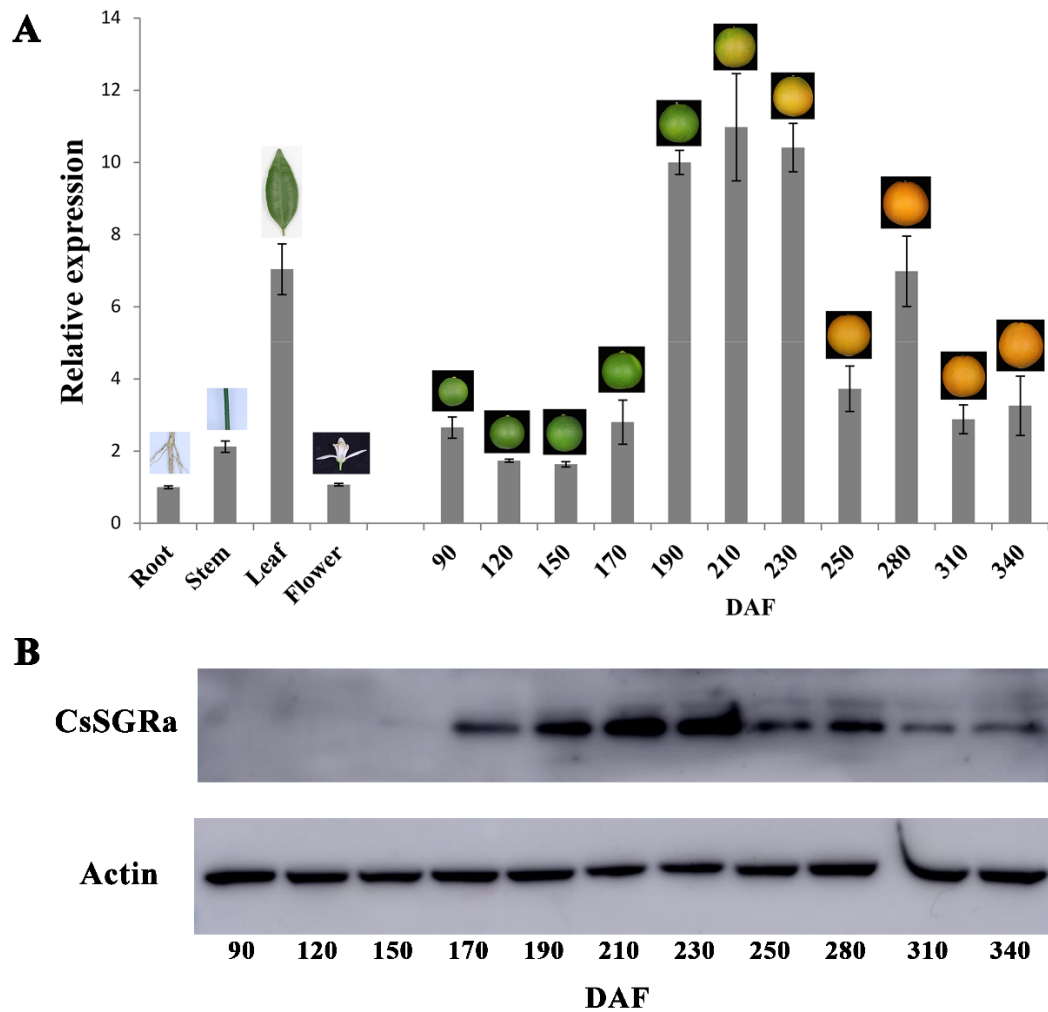 A
14
12
10
8
6
4
2
0
Relative expression
Root Stem Leaf Flower 90 120 150 170 190 210 230 250 280 310 340
DAF
B
CsSGRa
Actin
90 120 150 170 190 210 230 250 280 310 340
DAF